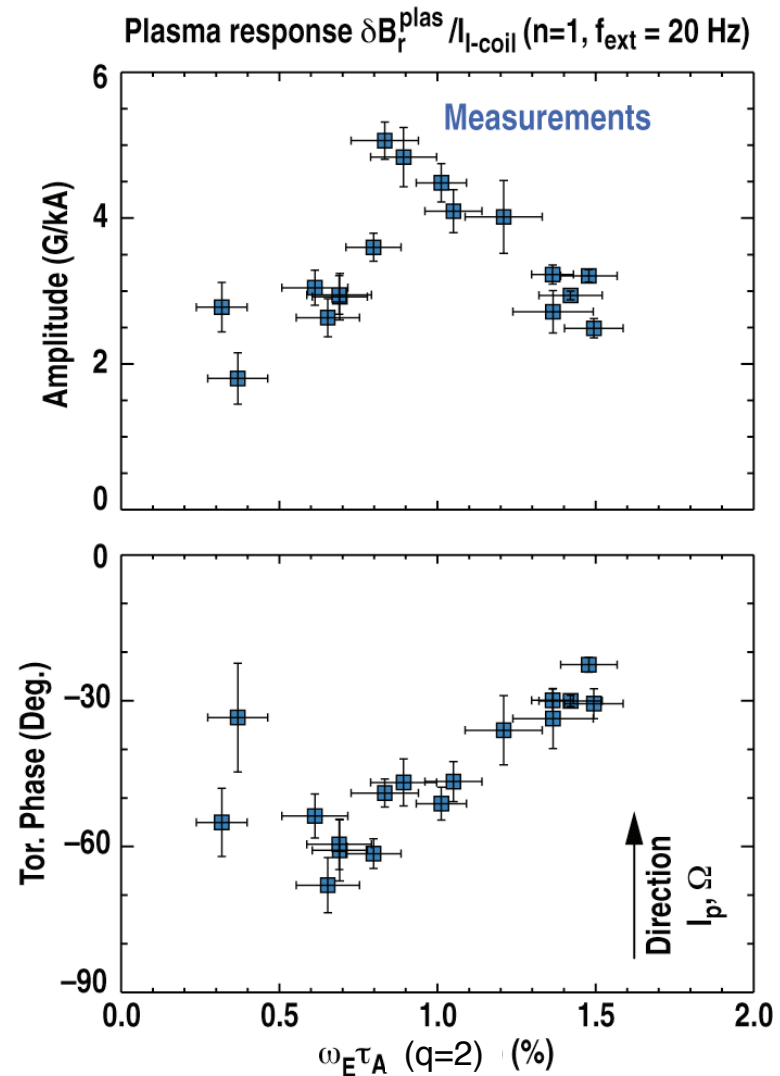 Plasma response δB_r^plas/I_I-coil (n=1, f_ext = 20 Hz)
6
Measurements
4
Amplitude (G/kA)
2
0
0
−30
Tor. Phase (Deg.)
−60
Direction
I_p, Ω
−90
0.0 0.5 1.0 1.5 2.0
ω_E τ_A (q=2) (%)